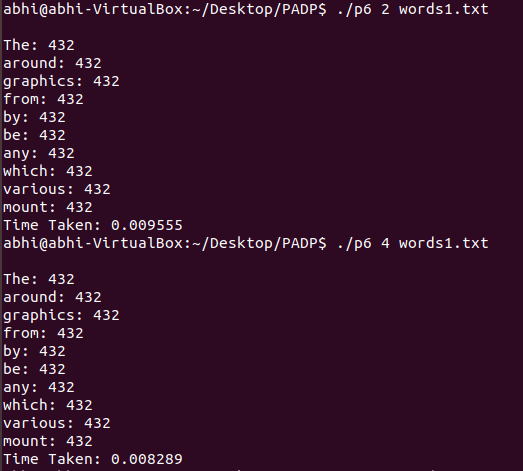 abhi@abhi-VirtualBox:~/Desktop/PADP$ ./p6 2 words1.txt
The: 432
around: 432
graphics: 432
from: 432
by: 432
be: 432
any: 432
which: 432
various: 432
mount: 432
Time Taken: 0.009555
abhi@abhi-VirtualBox:~/Desktop/PADP$ ./p6 4 words1.txt
The: 432
around: 432
graphics: 432
from: 432
by: 432
be: 432
any: 432
which: 432
various: 432
mount: 432
Time Taken: 0.008289